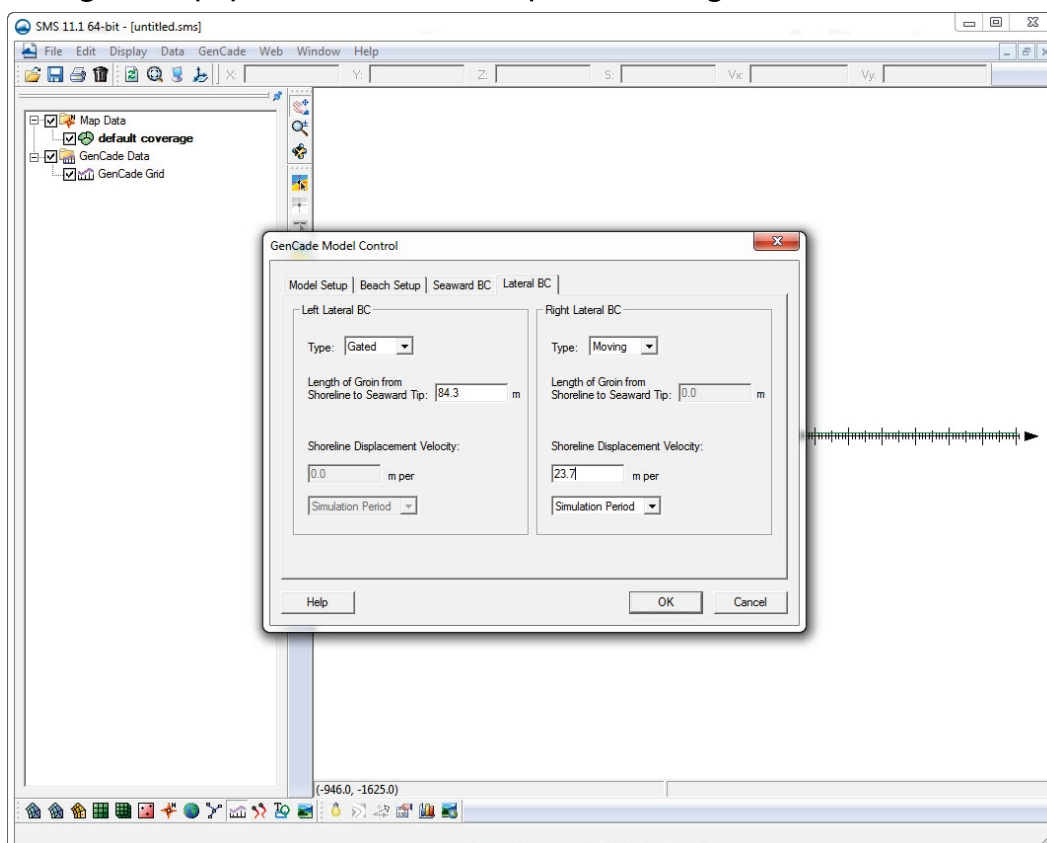 SMS 11.1 64-bit - [untitled.sms]
File Edit Display Data GenCade Web Window Help
X: Y: Z: S: Vx: Vy:
Map Data
default coverage
GenCade Data
GenCade Grid
GenCade Model Control
Model Setup Beach Setup Seaward BC Lateral BC
Left Lateral BC Right Lateral BC
Type: Gated Type: Moving
Length of Groin from Length of Groin from
Shoreline to Seaward Tip: 84.3 m Shoreline to Seaward Tip: 0.0 m
Shoreline Displacement Velocity: Shoreline Displacement Velocity:
0.0 m per 23.7 m per
Simulation Period Simulation Period
Help OK Cancel
(-946.0, -1625.0)